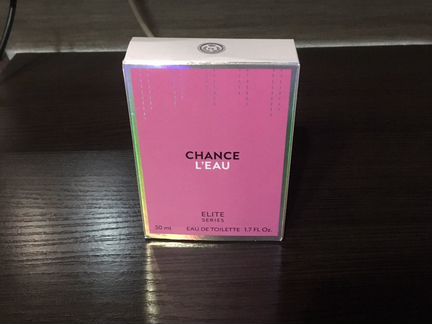 CHANCE
L'EAU
ELITE
SERIES
50 ml EAU DE TOILETTE 1.7 FL Oz.